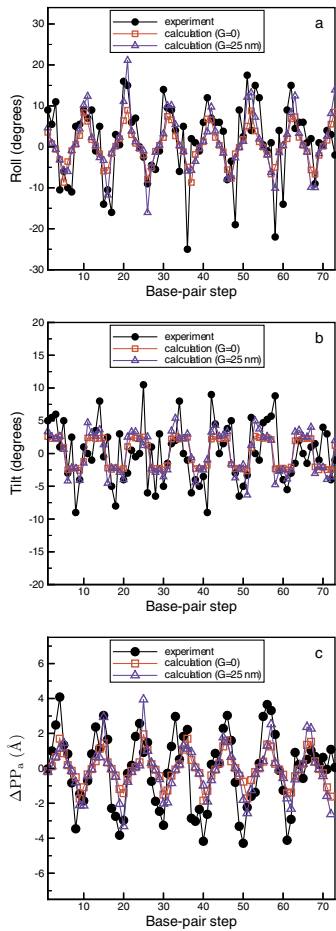 a
experiment
calculation (G=0)
calculation (G=25 nm)
Roll (degrees)
30
20
10
0
-10
-20
-30
10 20 30 40 50 60 70
Base-pair step
b
experiment
calculation (G=0)
calculation (G=25 nm)
Tilt (degrees)
20
15
10
5
0
-5
-10
-15
-20
10 20 30 40 50 60 70
Base-pair step
c
experiment
calculation (G=0)
calculation (G=25 nm)
ΔPPa (Å)
6
4
2
0
-2
-4
-6
10 20 30 40 50 60 70
Base-pair step